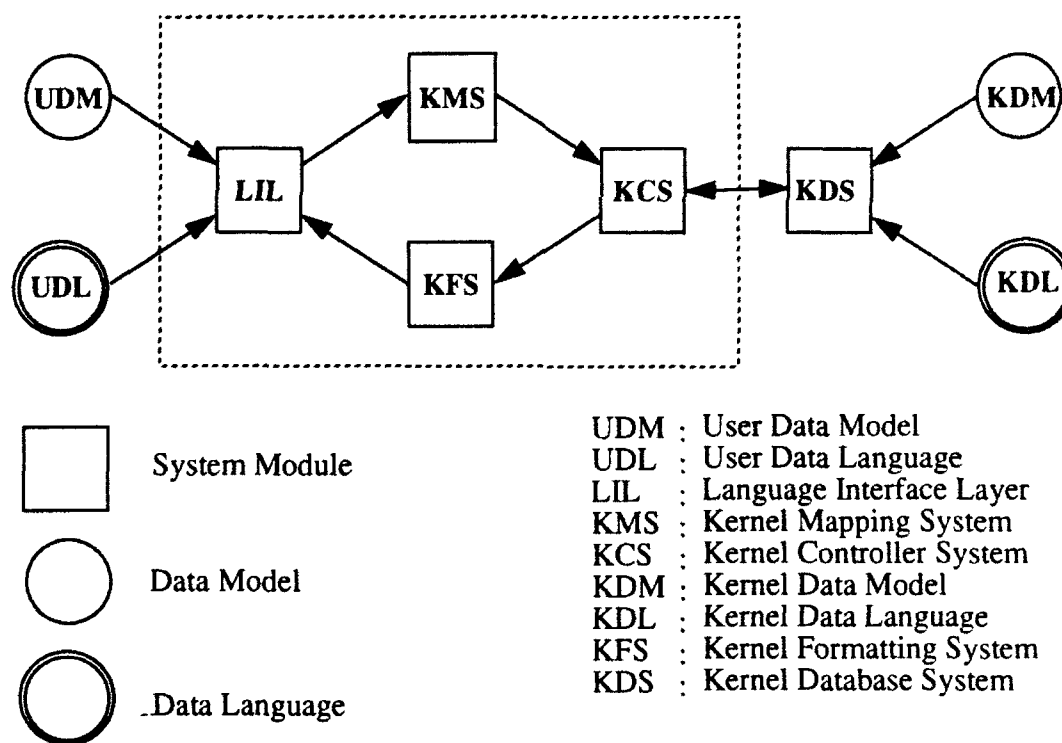 UDM
KMS
KDM
LIL
KCS
KDS
UDL
KFS
KDL
System Module
Data Model
Data Language
UDM : User Data Model
UDL : User Data Language
LIL : Language Interface Layer
KMS : Kernel Mapping System
KCS : Kernel Controller System
KDM : Kernel Data Model
KDL : Kernel Data Language
KFS : Kernel Formatting System
KDS : Kernel Database System